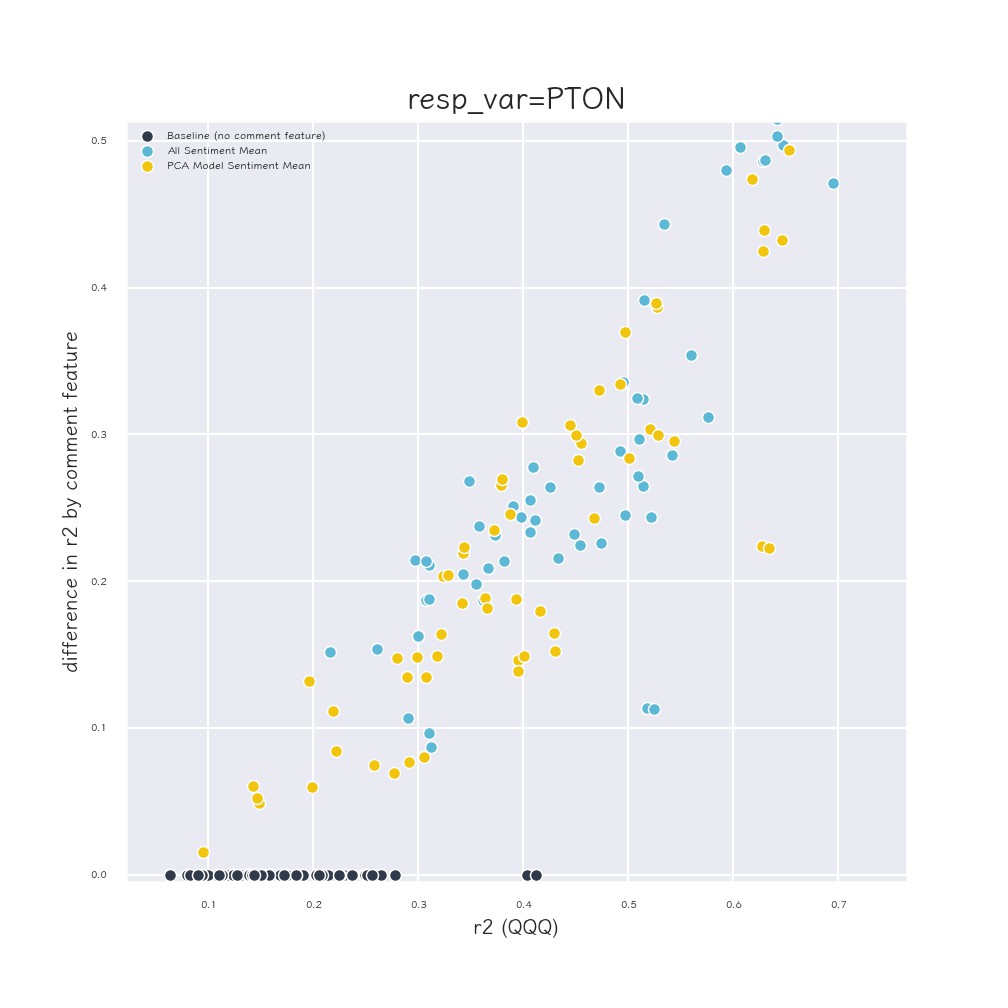 resp_var=PTON
Baseline (no comment feature)
All Sentiment Mean
PCA Model Sentiment Mean
difference in r2 by comment feature
0.5
0.4
0.3
0.2
0.1
0.0
0.1 0.2 0.3 0.4 0.5 0.6 0.7
r2 (QQQ)